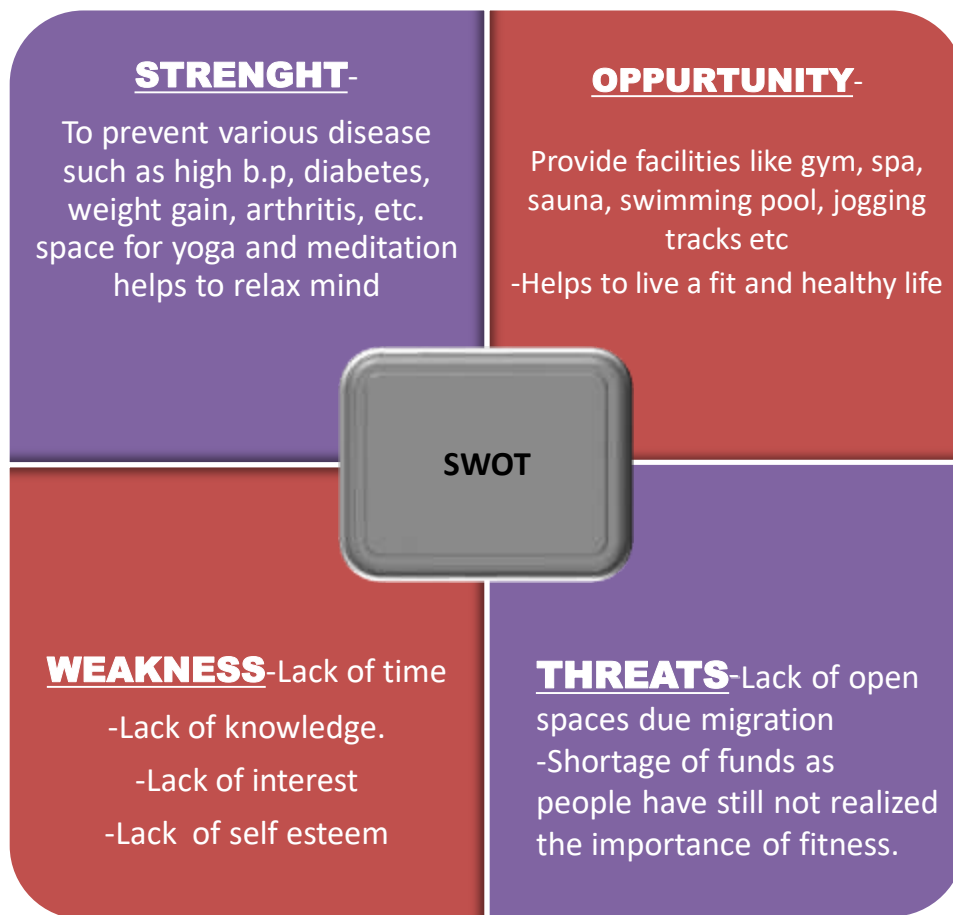 STRENGHT-
To prevent various disease
such as high b.p, diabetes,
weight gain, arthritis, etc.
space for yoga and meditation
helps to relax mind
OPPURTUNITY-
Provide facilities like gym, spa,
sauna, swimming pool, jogging
tracks etc
-Helps to live a fit and healthy life
SWOT
WEAKNESS-Lack of time
-Lack of knowledge.
-Lack of interest
-Lack of self esteem
THREATS-Lack of open
spaces due migration
-Shortage of funds as
people have still not realized
the importance of fitness.